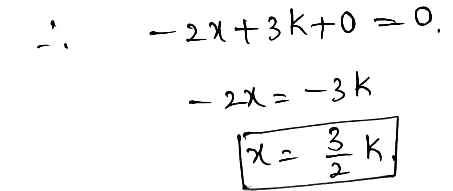 ∴ -2x+3k+0 = 0.
-2x = -3k
x = 3/2 k.